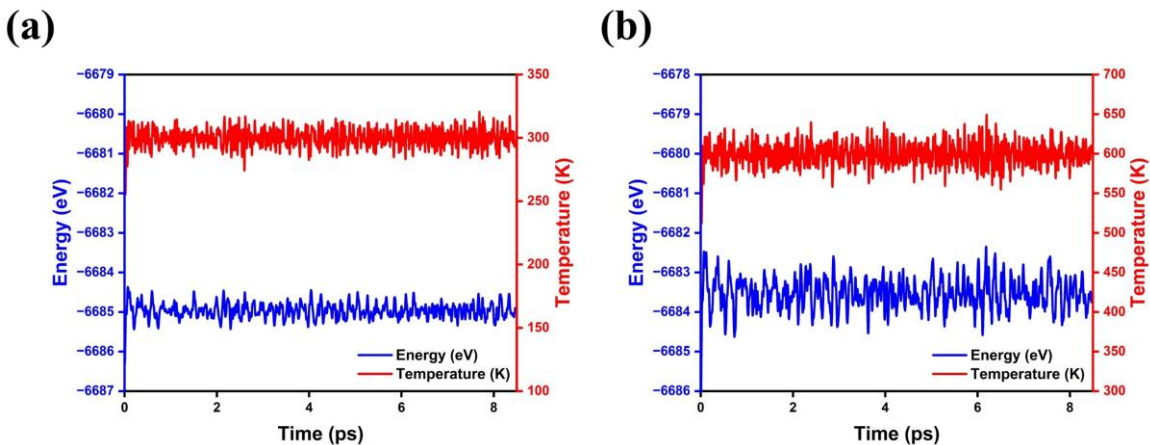 (a)
−6679
−6680
−6681
−6682
−6683
−6684
−6685
−6686
−6687
Energy (eV)
350
300
250
200
150
100
Temperature (K)
Energy (eV)
Temperature (K)
0 2 4 6 8
Time (ps)
(b)
−6678
−6679
−6680
−6681
−6682
−6683
−6684
−6685
−6686
Energy (eV)
700
650
600
550
500
450
400
350
300
Temperature (K)
Energy (eV)
Temperature (K)
0 2 4 6 8
Time (ps)